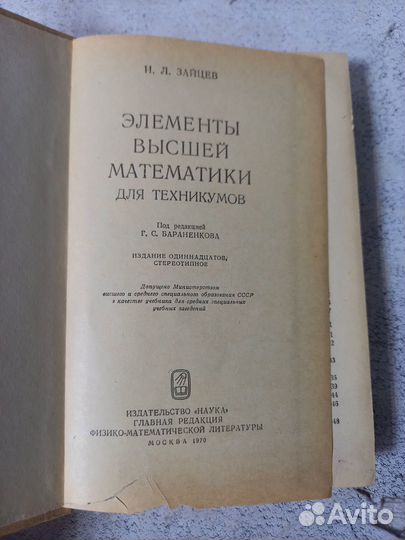 И. Л. ЗАЙЦЕВ
ЭЛЕМЕНТЫ
ВЫСШЕЙ
МАТЕМАТИКИ
ДЛЯ ТЕХНИКУМОВ
Под редакцией
Г. С. БАРАНЕНКОВА
ИЗДАНИЕ ОДИННАДЦАТОЕ,
СТЕРЕОТИПНОЕ
Допущено Министерством
высшего и среднего специального образования СССР
в качестве учебника для средних специальных
учебных заведений
ИЗДАТЕЛЬСТВО «НАУКА»
ГЛАВНАЯ РЕДАКЦИЯ
ФИЗИКО-МАТЕМАТИЧЕСКОЙ ЛИТЕРАТУРЫ
МОСКВА 1970
Avito